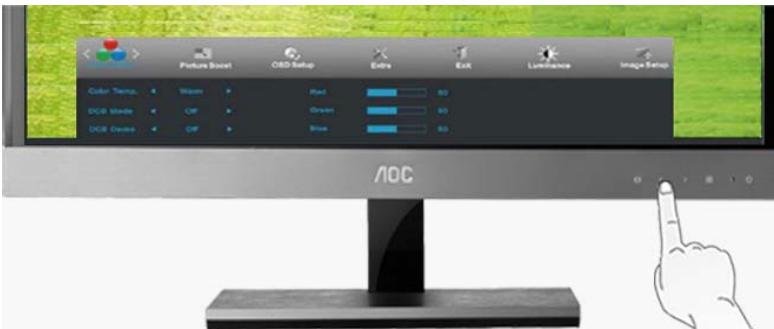 Picture Boost
OSD Setup
Extra
Exit
Luminance
Image Setup
Color Temp. Warm Red 50
DCB Mode Off Green 50
DCB Demo Off Blue 50
AOC